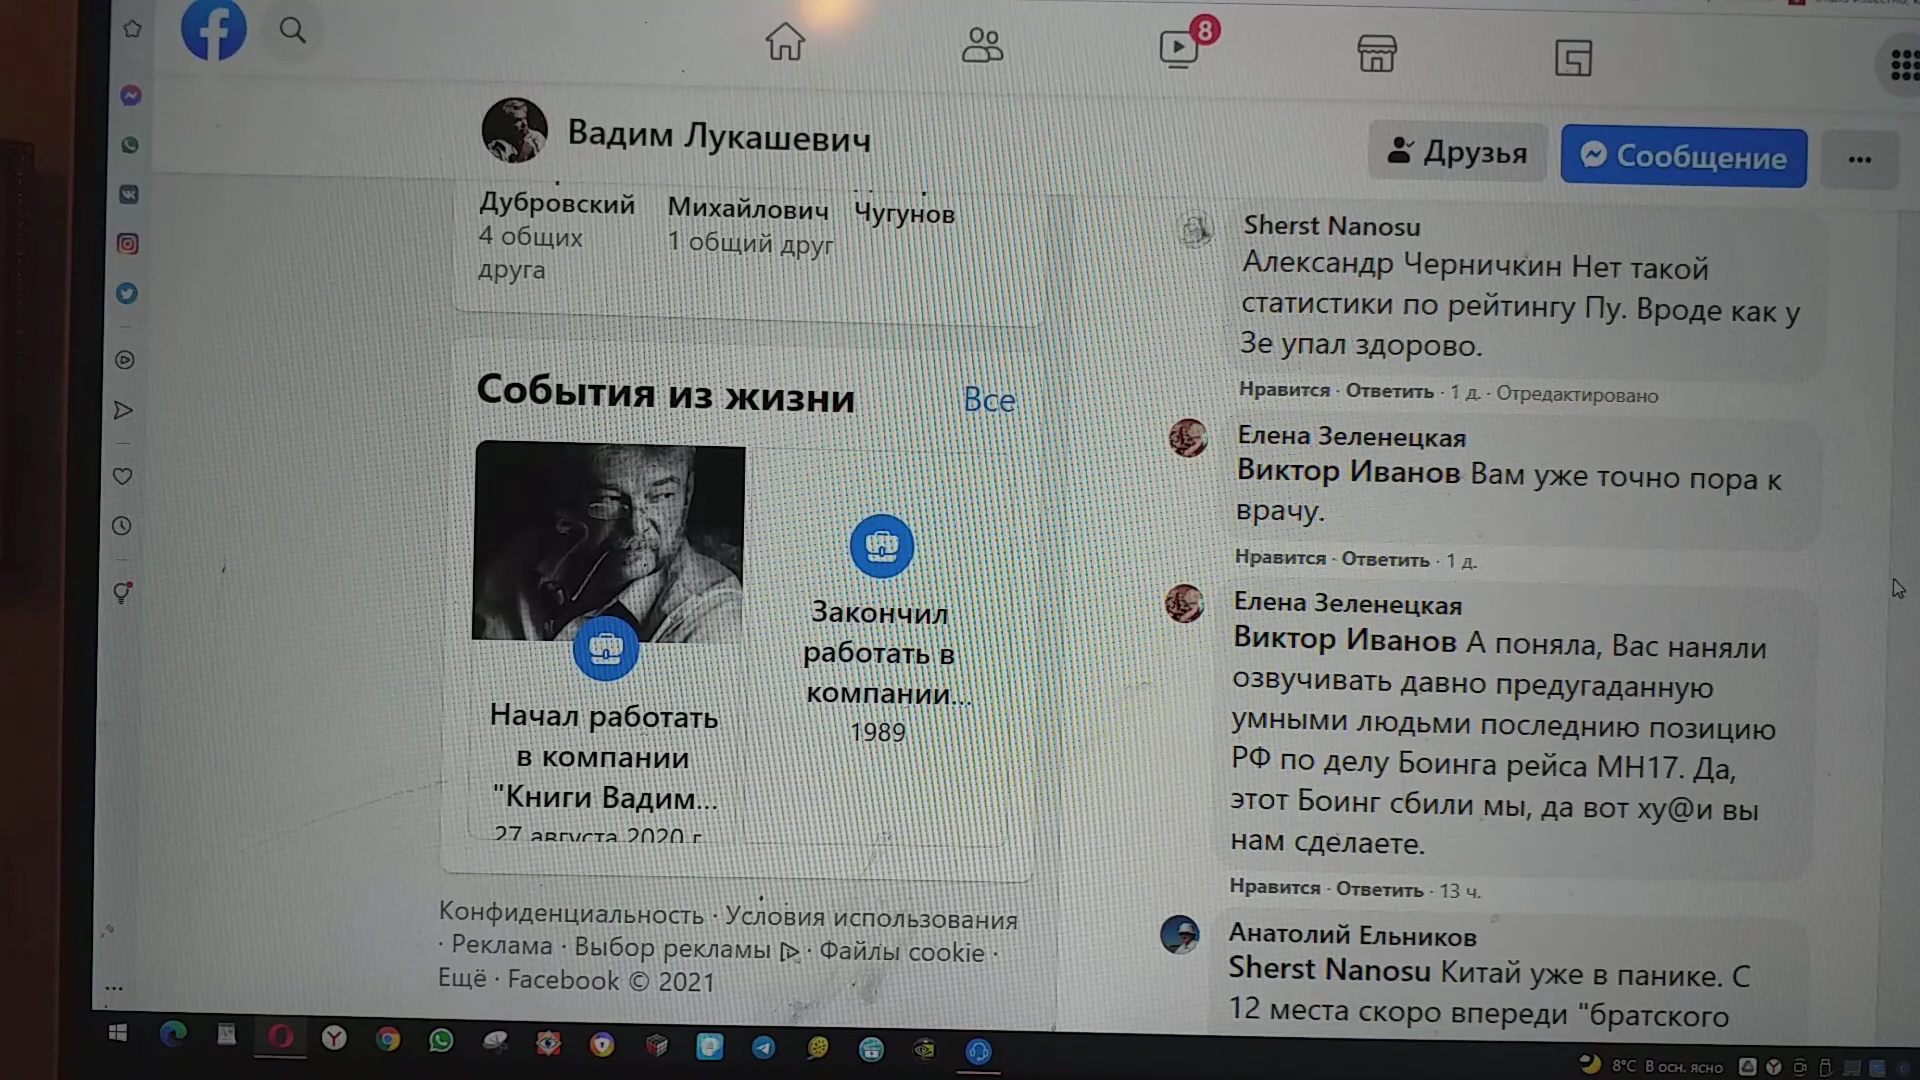 8
Вадим Лукашевич
Друзья
Сообщение
Дубровский
4 общих
друга
Михайлович
1 общий друг
Чугунов
События из жизни
Все
Начал работать
в компании
"Книги Вадим...
27 августа 2020 г.
Закончил
работать в
компании...
1989
Конфиденциальность · Условия использования
· Реклама · Выбор рекламы · Файлы cookie ·
Ещё · Facebook © 2021
Sherst Nanosu
Александр Черничкин Нет такой
статистики по рейтингу Пу. Вроде как у
Зе упал здорово.
Нравится · Ответить · 1 д. · Отредактировано
Елена Зеленецкая
Виктор Иванов Вам уже точно пора к
врачу.
Нравится · Ответить · 1 д.
Елена Зеленецкая
Виктор Иванов А поняла, Вас наняли
озвучивать давно предугаданную
умными людьми последнию позицию
РФ по делу Боинга рейса МН17. Да,
этот Боинг сбили мы, да вот ху@и вы
нам сделаете.
Нравится · Ответить · 13 ч.
Анатолий Ельников
Sherst Nanosu Китай уже в панике. С
12 места скоро впереди "братского
8°C В осн. ясно